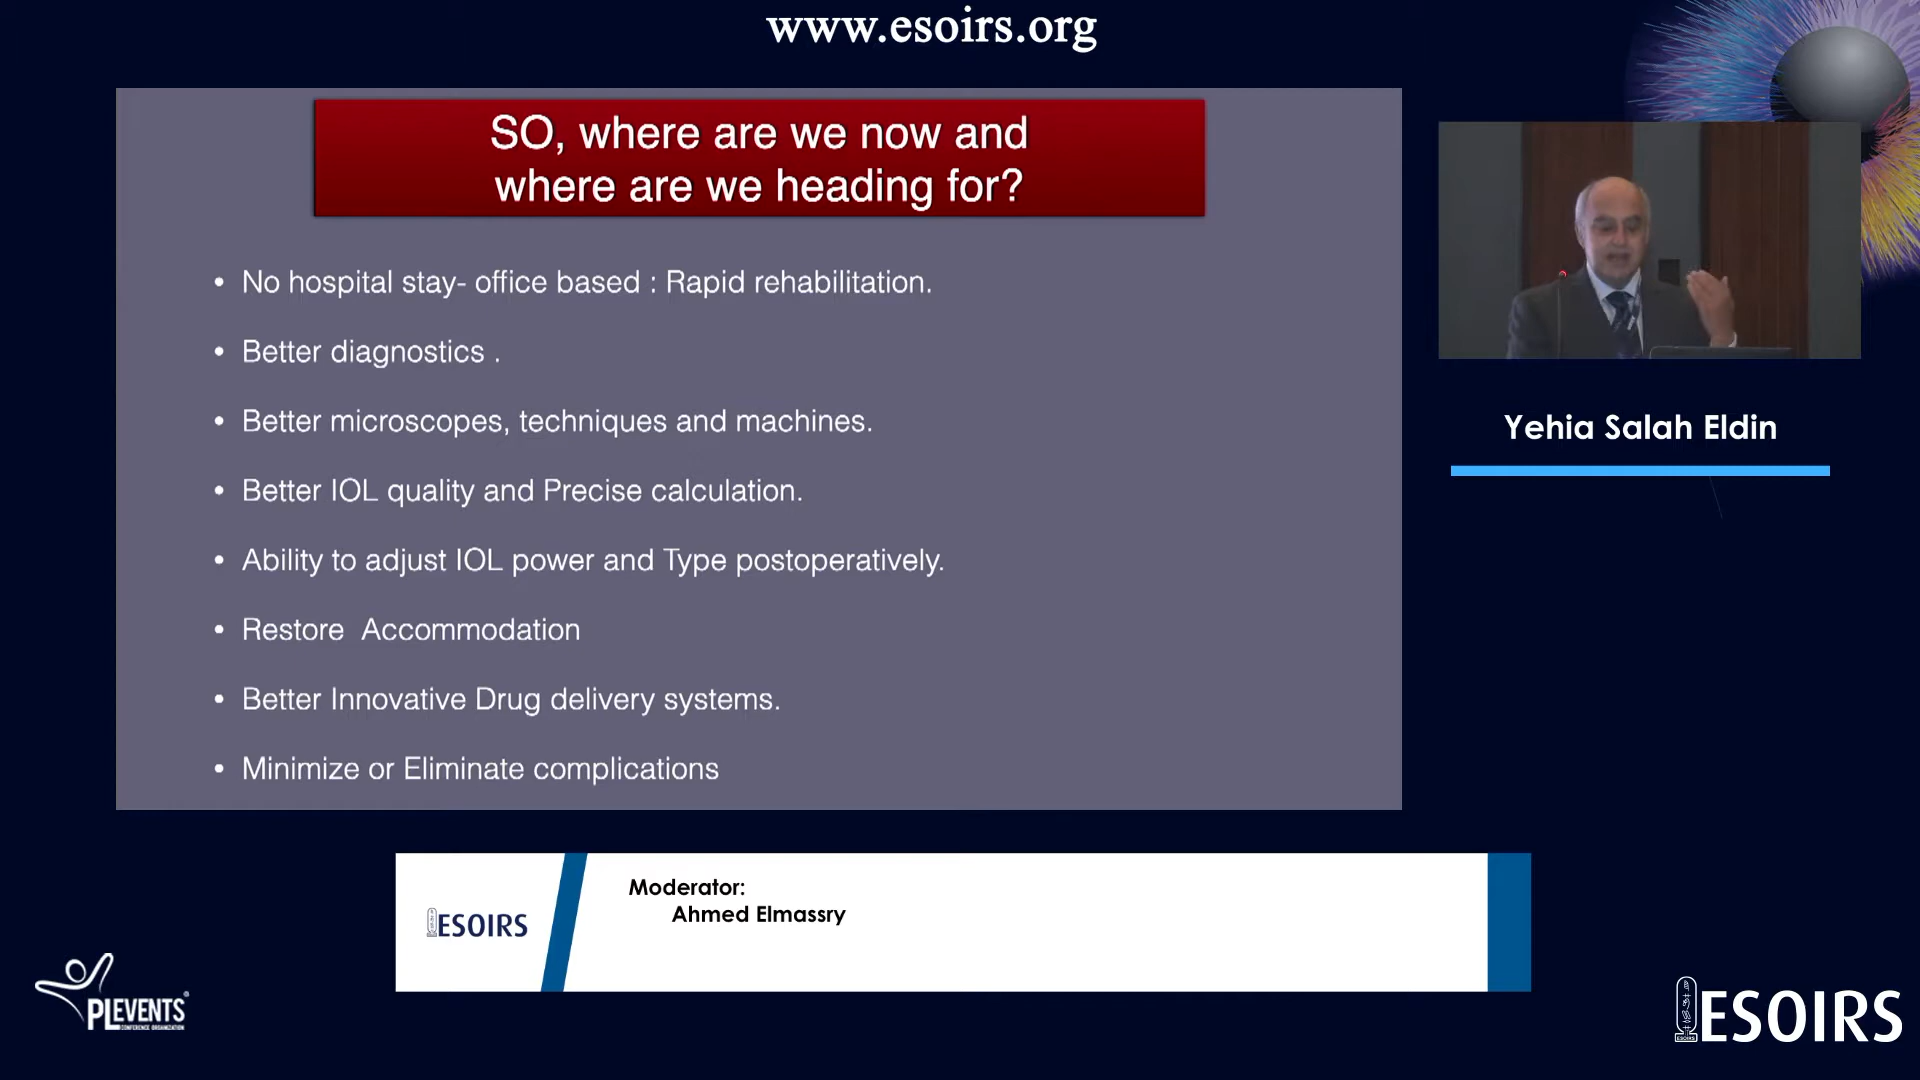 www.esoirs.org
SO, where are we now and
where are we heading for?
• No hospital stay- office based : Rapid rehabilitation.
• Better diagnostics .
• Better microscopes, techniques and machines.
• Better IOL quality and Precise calculation.
• Ability to adjust IOL power and Type postoperatively.
• Restore  Accommodation
• Better Innovative Drug delivery systems.
• Minimize or Eliminate complications
Yehia Salah Eldin
ESOIRS
Moderator:
Ahmed Elmassry
PLEVENTS®
CONFERENCE ORGANIZATION
ESOIRS
ESOIRS